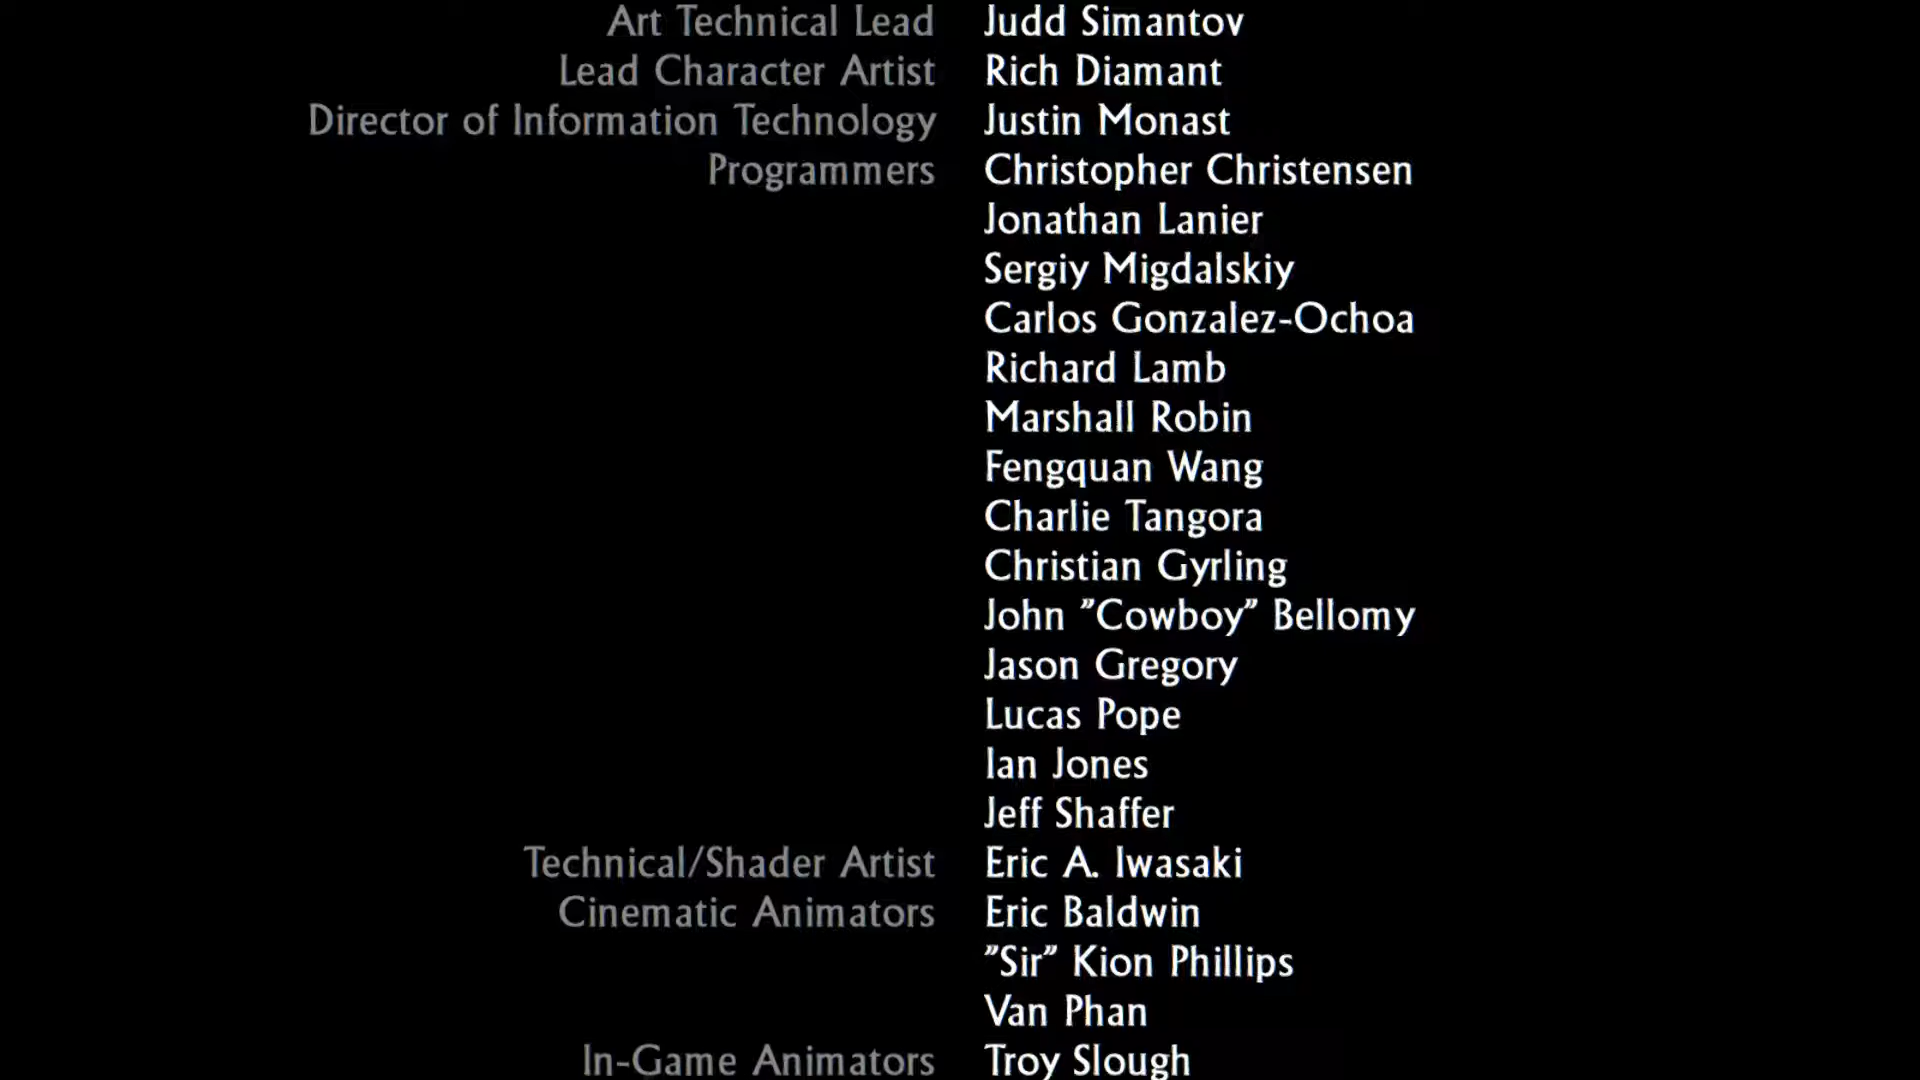 Art Technical Lead Judd Simantov
Lead Character Artist Rich Diamant
Director of Information Technology Justin Monast
Programmers Christopher Christensen
Jonathan Lanier
Sergiy Migdalskiy
Carlos Gonzalez-Ochoa
Richard Lamb
Marshall Robin
Fengquan Wang
Charlie Tangora
Christian Gyrling
John ”Cowboy” Bellomy
Jason Gregory
Lucas Pope
Ian Jones
Jeff Shaffer
Technical/Shader Artist Eric A. Iwasaki
Cinematic Animators Eric Baldwin
”Sir” Kion Phillips
Van Phan
In-Game Animators Troy Slough